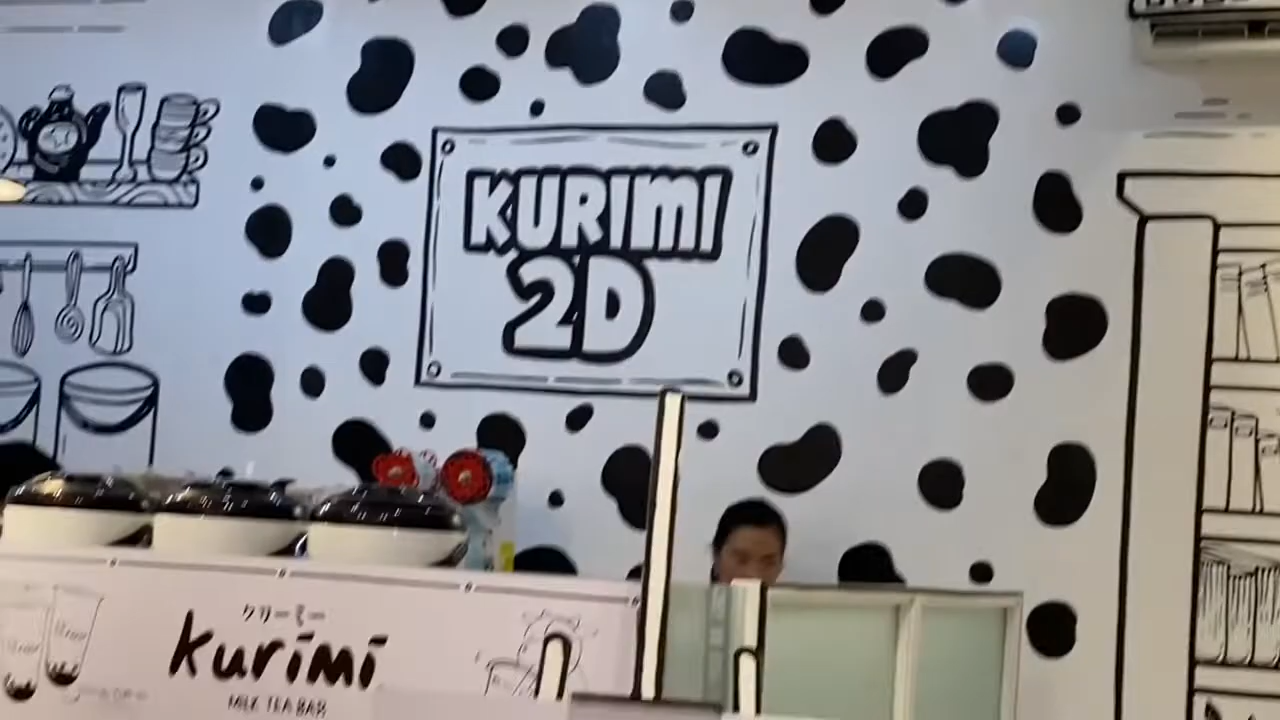 KURIMI
2D
クリーミー
kurimi
MILK TEA BAR